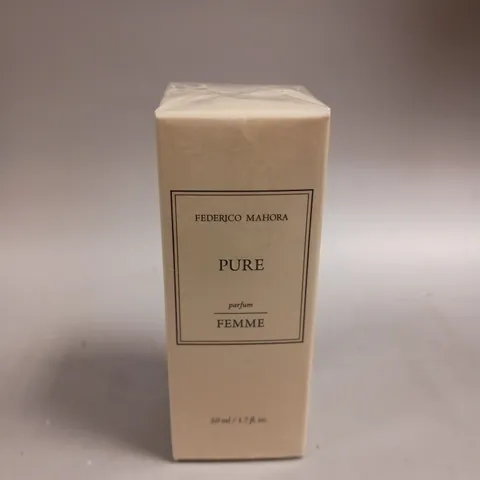 FEDERICO MAHORA
PURE
parfum
FEMME
50 ml / 1.7 fl. oz.